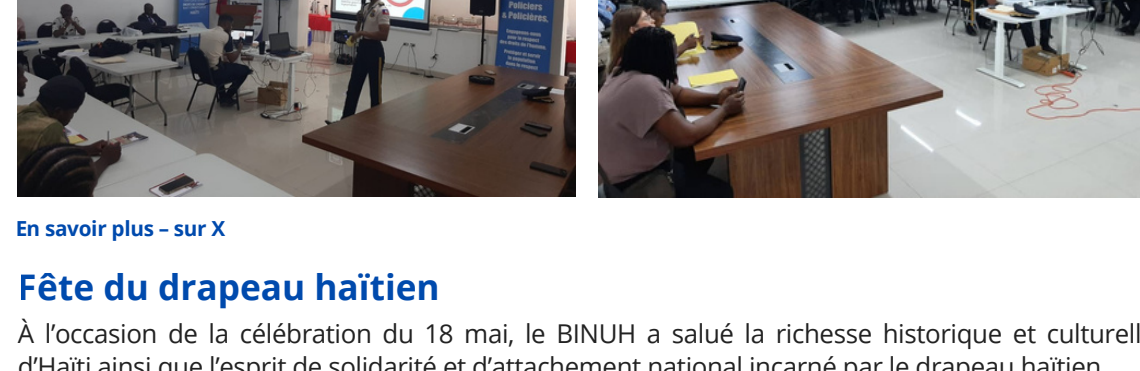 Policiers
& Policières,
En savoir plus – sur X
Fête du drapeau haïtien
À l’occasion de la célébration du 18 mai, le BINUH a salué la richesse historique et culturell
d’Haïti ainsi que l’esprit de solidarité et d’attachement national incarné par le drapeau haïtien